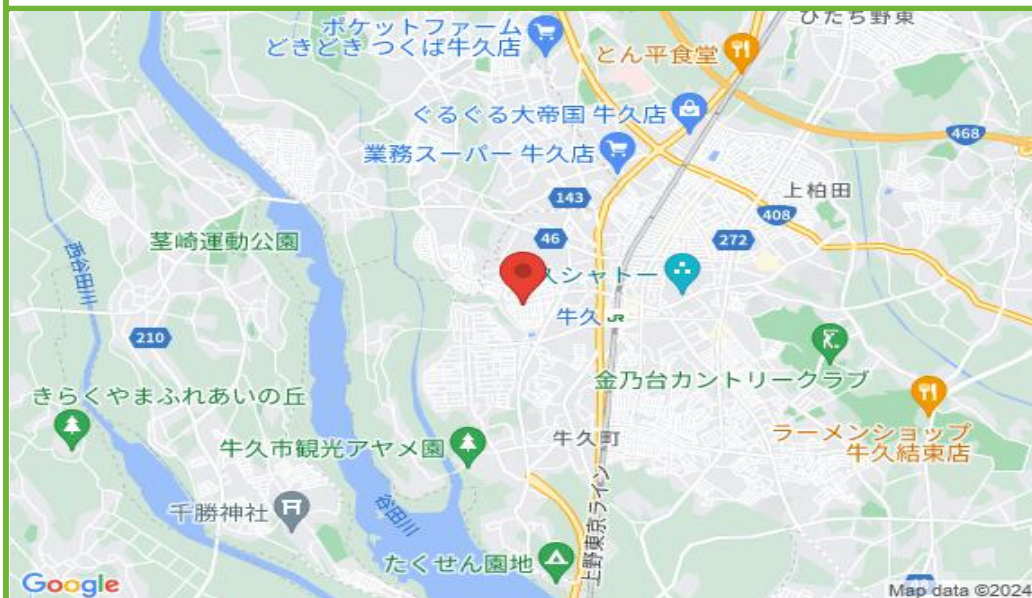 ひたち野東
ポケットファーム
どきどき つくば牛久店
とん平食堂
ぐるぐる大帝国 牛久店
468
業務スーパー 牛久店
上柏田
143
408
茎崎運動公園
46
272
西谷田川
久シャトー
牛久
JR
210
金乃台カントリークラブ
きらくやまふれあいの丘
ラーメンショップ
牛久結束店
牛久市観光アヤメ園
牛久町
千勝神社
谷田川
上野東京ライン
たくせん園地
48
Google
Map data ©2024